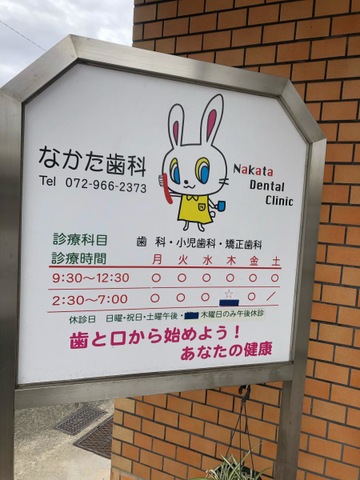 なかた歯科
Tel 072-966-2373
Nakata
Dental
Clinic
診療科目 歯 科・小児歯科・矯正歯科
診療時間 月 火 水 木 金 土
9:30〜12:30 ○ ○ ○ ○ ○ ○
2:30〜7:00 ○ ○ ○ ☆ ○ /
休診日 日曜・祝日・土曜午後・木曜日のみ午後休診
歯と口から始めよう!
あなたの健康